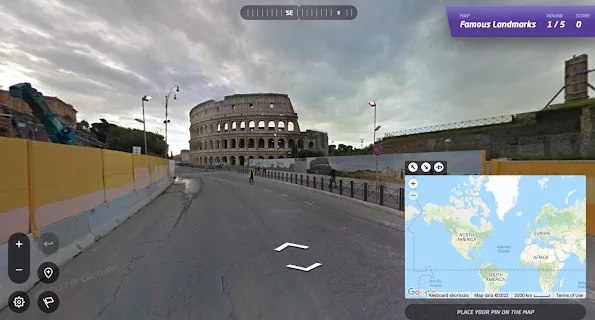 SE
S
MAP
ROUND
SCORE
Famous Landmarks
1 / 5
0
NORTH
AMERICA
EUROPE
AFRICA
SOUTH
AMERICA
Google
Keyboard shortcuts
Map data ©2022
2000 km
Terms of Use
PLACE YOUR PIN ON THE MAP